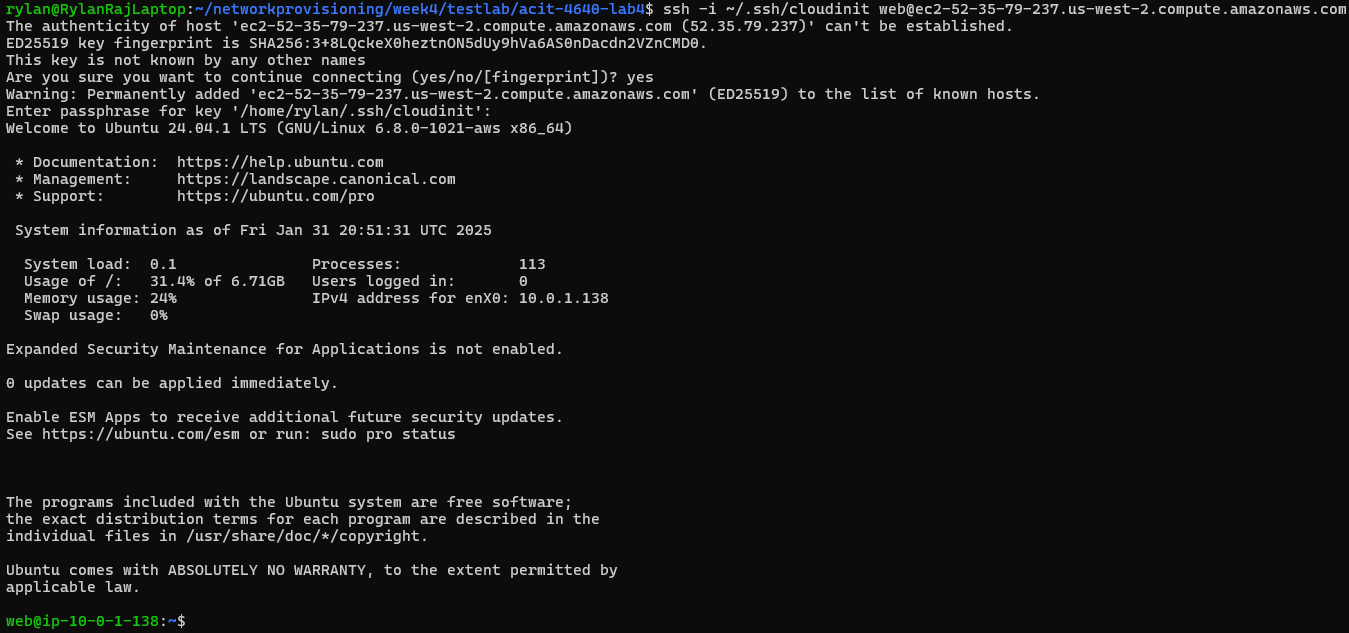 rylan@RylanRajLaptop:~/networkprovisioning/week4/testlab/acit-4640-lab4$ ssh -i ~/.ssh/cloudinit web@ec2-52-35-79-237.us-west-2.compute.amazonaws.com
The authenticity of host 'ec2-52-35-79-237.us-west-2.compute.amazonaws.com (52.35.79.237)' can't be established.
ED25519 key fingerprint is SHA256:3+8LQckeX0heztnON5dUy9hVa6AS0nDacdn2VZnCMD0.
This key is not known by any other names
Are you sure you want to continue connecting (yes/no/[fingerprint])? yes
Warning: Permanently added 'ec2-52-35-79-237.us-west-2.compute.amazonaws.com' (ED25519) to the list of known hosts.
Enter passphrase for key '/home/rylan/.ssh/cloudinit':
Welcome to Ubuntu 24.04.1 LTS (GNU/Linux 6.8.0-1021-aws x86_64)

 * Documentation:  https://help.ubuntu.com
 * Management:     https://landscape.canonical.com
 * Support:        https://ubuntu.com/pro

 System information as of Fri Jan 31 20:51:31 UTC 2025

  System load:  0.1               Processes:             113
  Usage of /:   31.4% of 6.71GB   Users logged in:       0
  Memory usage: 24%               IPv4 address for enX0: 10.0.1.138
  Swap usage:   0%

Expanded Security Maintenance for Applications is not enabled.

0 updates can be applied immediately.

Enable ESM Apps to receive additional future security updates.
See https://ubuntu.com/esm or run: sudo pro status

The programs included with the Ubuntu system are free software;
the exact distribution terms for each program are described in the
individual files in /usr/share/doc/*/copyright.

Ubuntu comes with ABSOLUTELY NO WARRANTY, to the extent permitted by
applicable law.

web@ip-10-0-1-138:~$